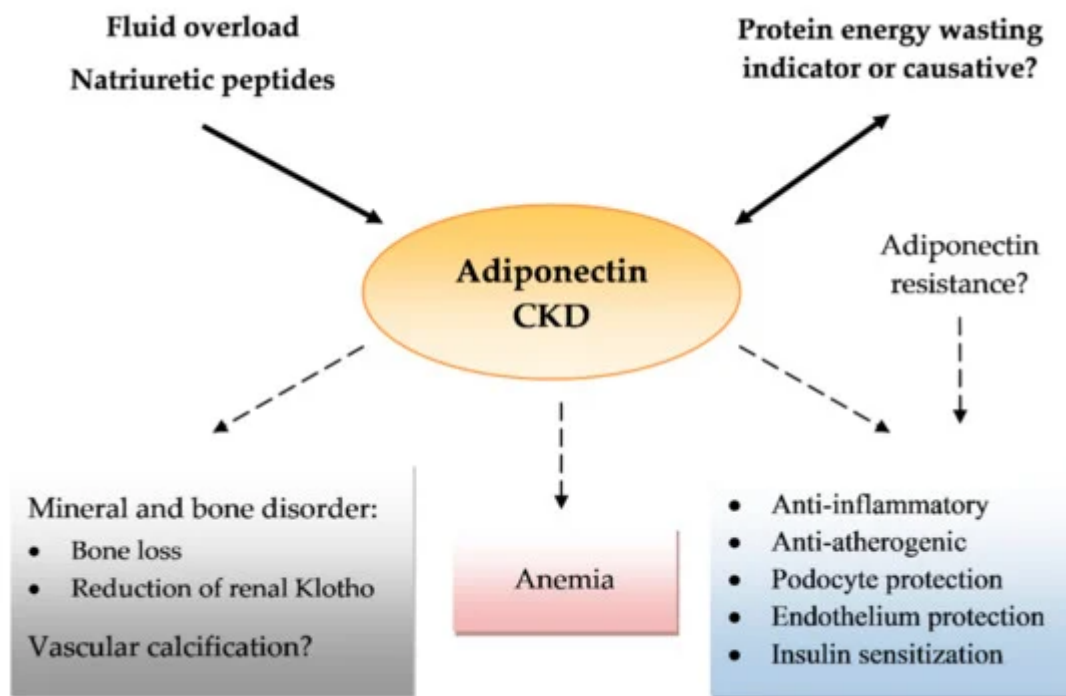 Fluid overload
Natriuretic peptides
Protein energy wasting
indicator or causative?
Adiponectin
CKD
Adiponectin
resistance?
Mineral and bone disorder:
• Bone loss
• Reduction of renal Klotho
Vascular calcification?
Anemia
• Anti-inflammatory
• Anti-atherogenic
• Podocyte protection
• Endothelium protection
• Insulin sensitization